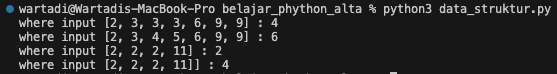 wartadi@Wartadis-MacBook-Pro belajar_phython_alta % python3 data_struktur.py
where input [2, 3, 3, 3, 6, 9, 9] : 4
where input [2, 3, 4, 5, 6, 9, 9] : 6
where input [2, 2, 2, 11] : 2
where input [2, 2, 2, 11]] : 4